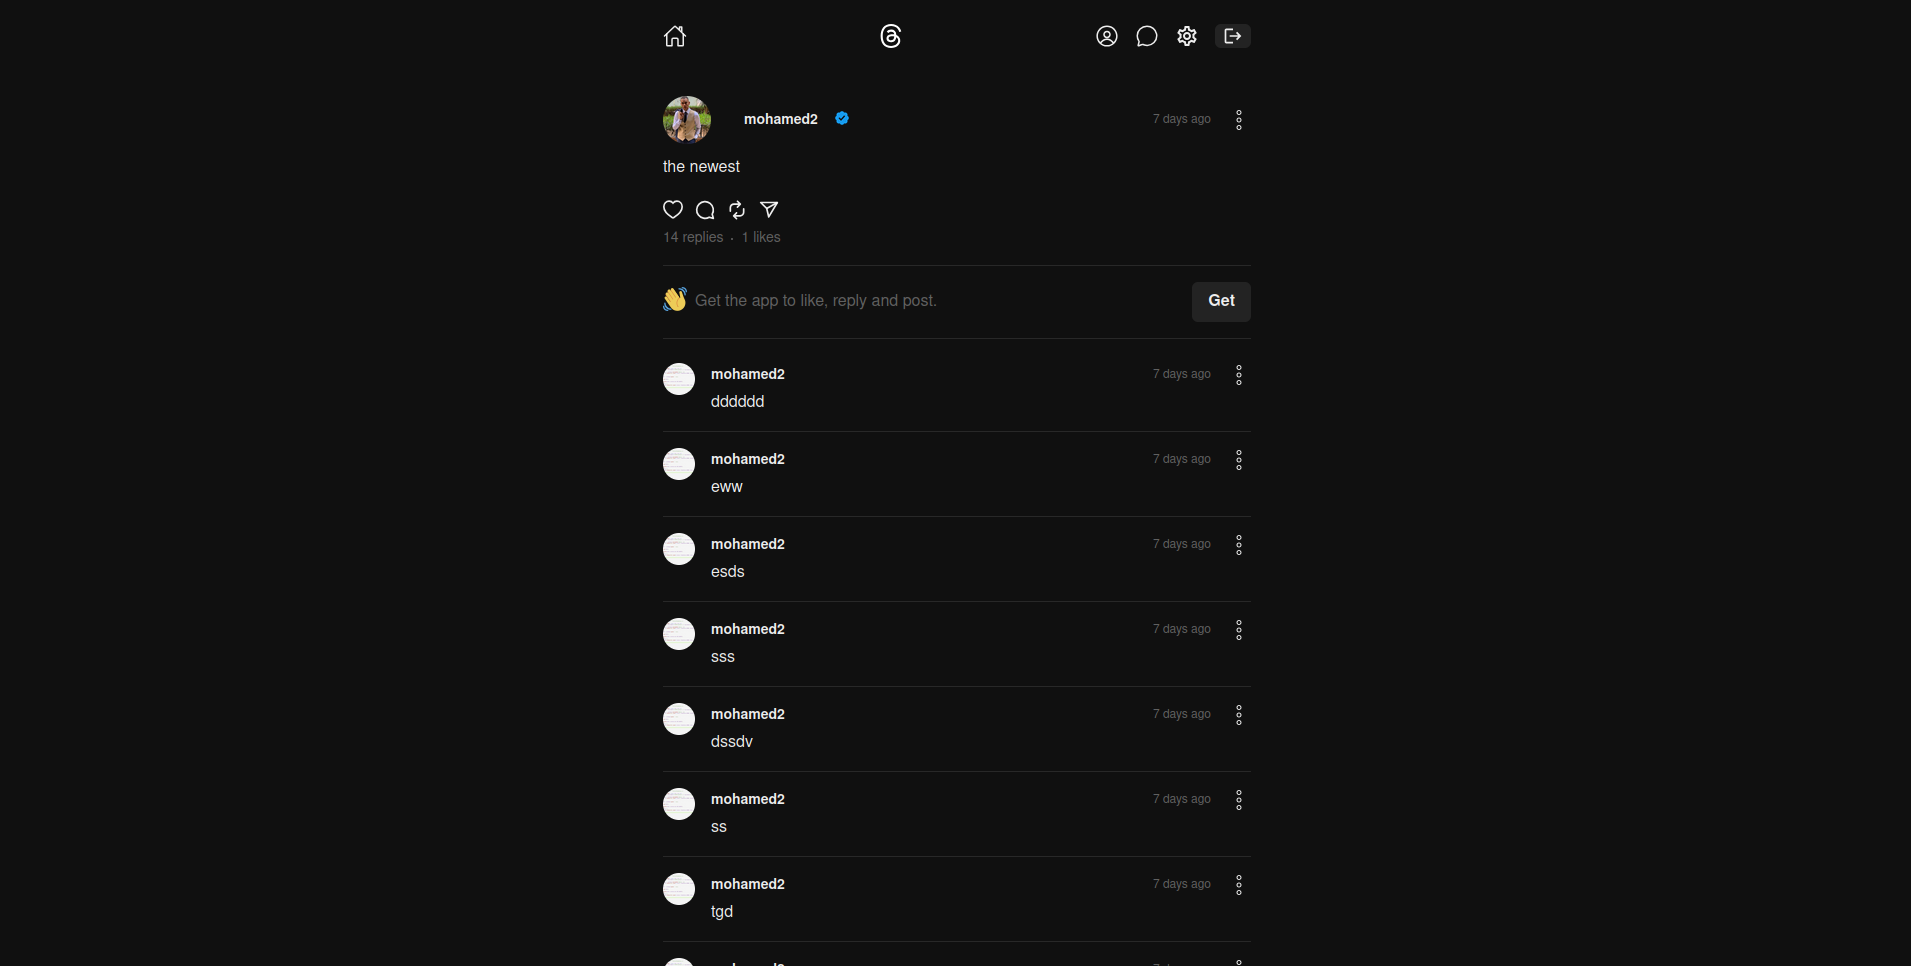 mohamed2
7 days ago
the newest
14 replies · 1 likes
👋 Get the app to like, reply and post.
Get
mohamed2
7 days ago
dddddd
mohamed2
7 days ago
eww
mohamed2
7 days ago
esds
mohamed2
7 days ago
sss
mohamed2
7 days ago
dssdv
mohamed2
7 days ago
ss
mohamed2
7 days ago
tgd